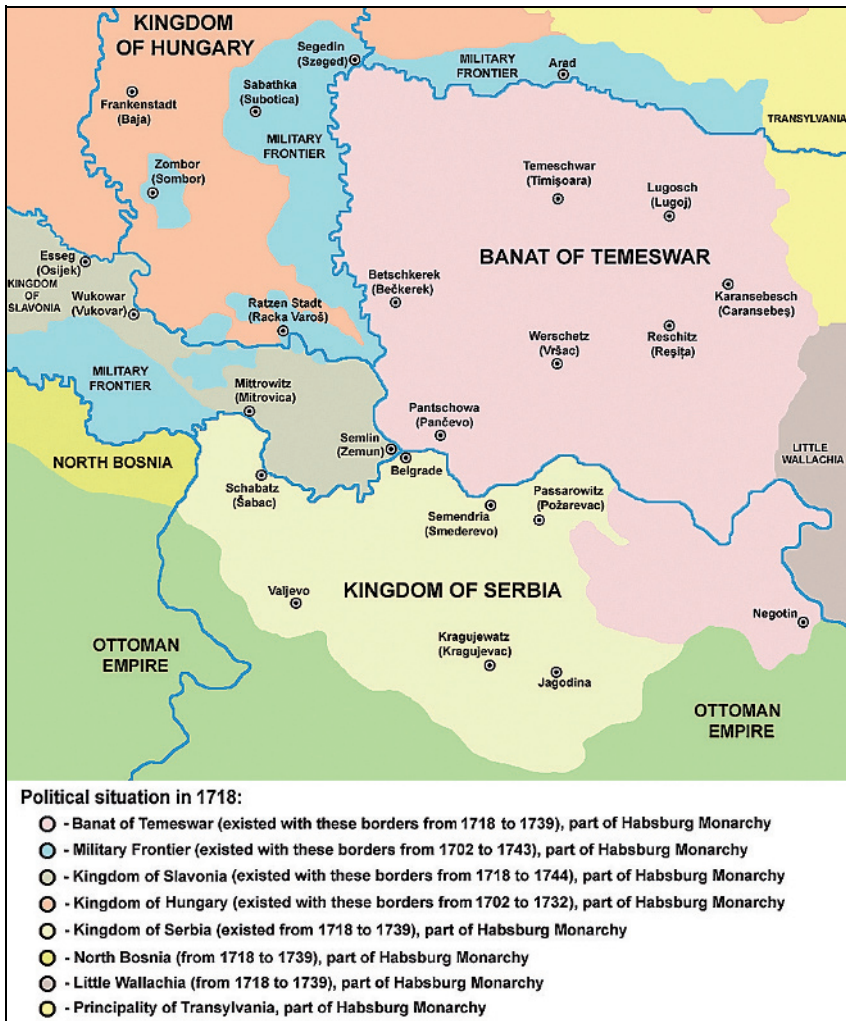 KINGDOM
OF HUNGARY
Segedin
(Szeged)
MILITARY
FRONTIER
Arad
Frankenstadt
(Baja)
Sabathka
(Subotica)
TRANSYLVANIA
MILITARY
FRONTIER
Zombor
(Sombor)
Temeschwar
(Timişoara)
Lugosch
(Lugoj)
Esseg
(Osijek)
BANAT OF TEMESWAR
KINGDOM
OF
SLAVONIA
Wukowar
(Vukovar)
Betschkerek
(Bečkerek)
Karansebesch
(Caransebeş)
Ratzen Stadt
(Racka Varoš)
Werschetz
(Vršac)
Reschitz
(Reşiţa)
MILITARY
FRONTIER
Mittrowitz
(Mitrovica)
Pantschowa
(Pančevo)
NORTH BOSNIA
Semlin
(Zemun)
Belgrade
LITTLE
WALLACHIA
Schabatz
(Šabac)
Semendria
(Smederevo)
Passarowitz
(Požarevac)
Valjevo
KINGDOM OF SERBIA
Negotin
OTTOMAN
EMPIRE
Kragujewatz
(Kragujevac)
Jagodina
OTTOMAN
EMPIRE
Political situation in 1718:
- Banat of Temeswar (existed with these borders from 1718 to 1739), part of Habsburg Monarchy
- Military Frontier (existed with these borders from 1702 to 1743), part of Habsburg Monarchy
- Kingdom of Slavonia (existed with these borders from 1718 to 1744), part of Habsburg Monarchy
- Kingdom of Hungary (existed with these borders from 1702 to 1732), part of Habsburg Monarchy
- Kingdom of Serbia (existed from 1718 to 1739), part of Habsburg Monarchy
- North Bosnia (from 1718 to 1739), part of Habsburg Monarchy
- Little Wallachia (from 1718 to 1739), part of Habsburg Monarchy
- Principality of Transylvania, part of Habsburg Monarchy